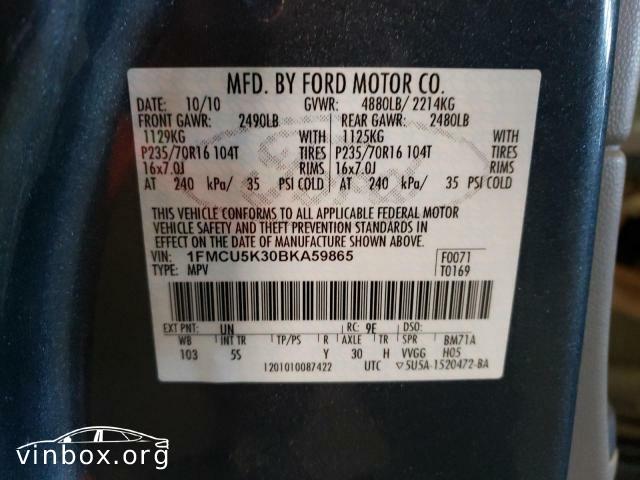 MFD. BY FORD MOTOR CO.
DATE: 10/10 GVWR: 4880LB/ 2214KG
FRONT GAWR: 2490LB REAR GAWR: 2480LB
1129KG WITH 1125KG WITH
P235/70R16 104T TIRES P235/70R16 104T TIRES
16x7.0J RIMS 16x7.0J RIMS
AT 240 kPa/ 35 PSI COLD AT 240 kPa/ 35 PSI COLD
THIS VEHICLE CONFORMS TO ALL APPLICABLE FEDERAL MOTOR
VEHICLE SAFETY AND THEFT PREVENTION STANDARDS IN
EFFECT ON THE DATE OF MANUFACTURE SHOWN ABOVE.
VIN: 1FMCU5K30BKA59865 F0071
TYPE: MPV T0169
EXT PNT: UN RC: 9E DSO:
WB INT TR TP/PS R AXLE TR SPR BM71A
103 5S Y 30 H VVGG H05
1201010087422 UTC ▽5U5A-1520472-BA
vinbox.org